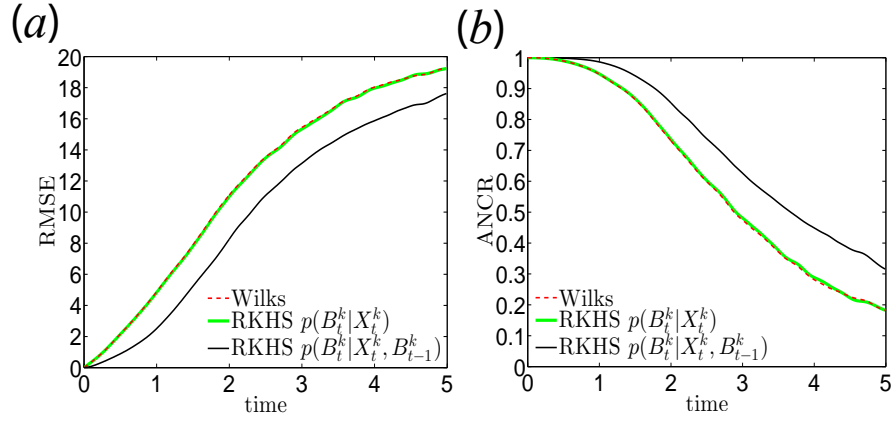 (a)
20
18
16
14
12
10
8
6
4
2
0
RMSE
Wilks
RKHS p(B_t^k|X_t^k)
RKHS p(B_t^k|X_t^k, B_{t-1}^k)
0 1 2 3 4 5
time
(b)
1
0.9
0.8
0.7
0.6
0.5
0.4
0.3
0.2
0.1
0
ANCR
Wilks
RKHS p(B_t^k|X_t^k)
RKHS p(B_t^k|X_t^k, B_{t-1}^k)
0 1 2 3 4 5
time